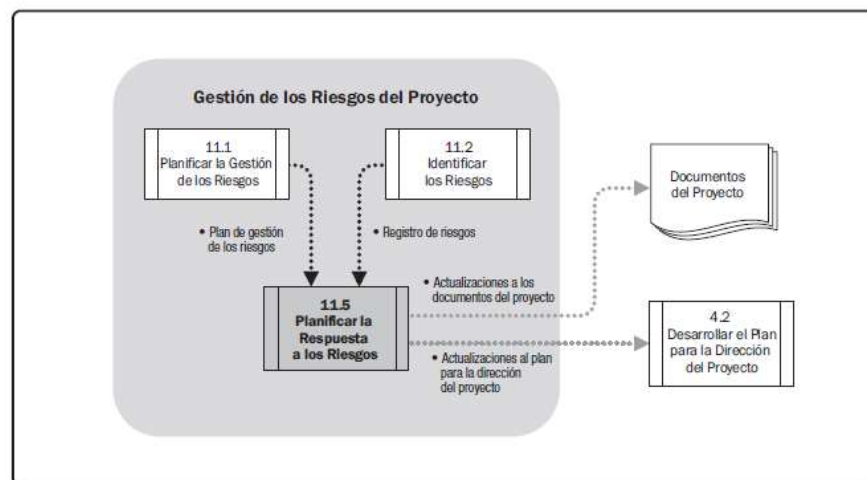 Gestión de los Riesgos del Proyecto
11.1
Planificar la Gestión
de los Riesgos
11.2
Identificar
los Riesgos
Documentos
del Proyecto
• Plan de gestión
de los riesgos
• Registro de riesgos
• Actualizaciones a los
documentos del proyecto
11.5
Planificar la
Respuesta
a los Riesgos
4.2
Desarrollar el Plan
para la Dirección
del Proyecto
• Actualizaciones al plan
para la dirección
del proyecto